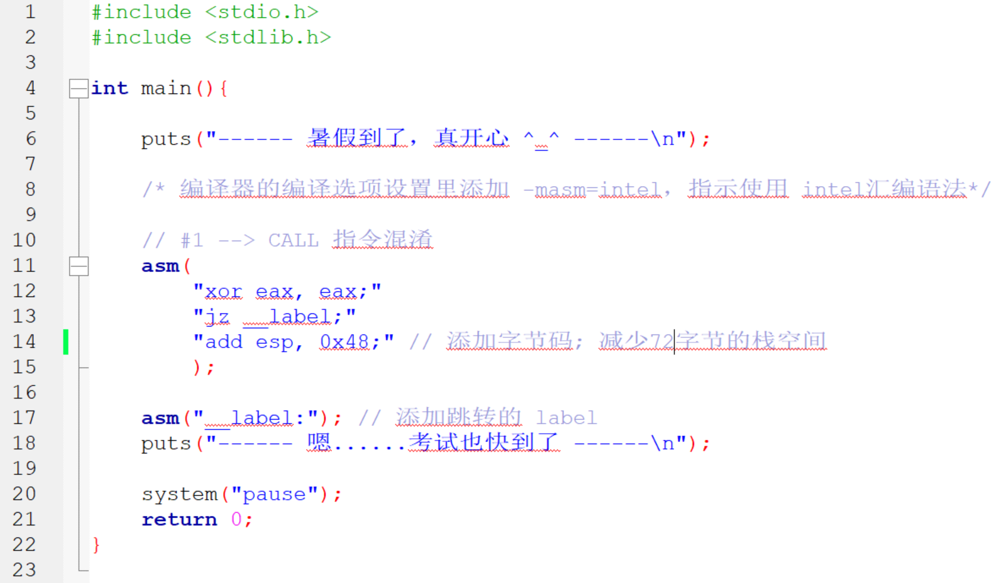 1 #include <stdio.h>
2 #include <stdlib.h>
3
4 int main(){
5
6 puts("------ 暑假到了，真开心 ^_^ ------\n");
7
8 /* 编译器的编译选项设置里添加 -masm=intel，指示使用 intel汇编语法*/
9
10 // #1 --> CALL 指令混淆
11 asm(
12 "xor eax, eax;"
13 "jz __label;"
14 "add esp, 0x48;" // 添加字节码；减少72字节的栈空间
15 );
16
17 asm("__label:"); // 添加跳转的 label
18 puts("------ 嗯......考试也快到了 ------\n");
19
20 system("pause");
21 return 0;
22 }
23